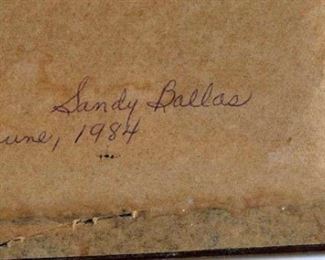 Sandy Ballas
une, 1984